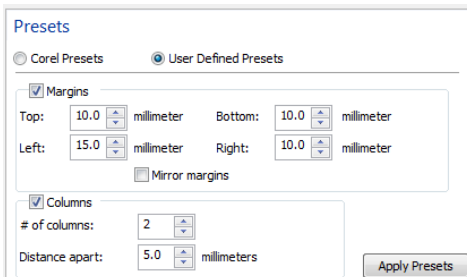 Presets
Corel Presets User Defined Presets
Margins
Top: 10.0 millimeter Bottom: 10.0 millimeter
Left: 15.0 millimeter Right: 10.0 millimeter
Mirror margins
Columns
# of columns: 2
Distance apart: 5.0 millimeters
Apply Presets